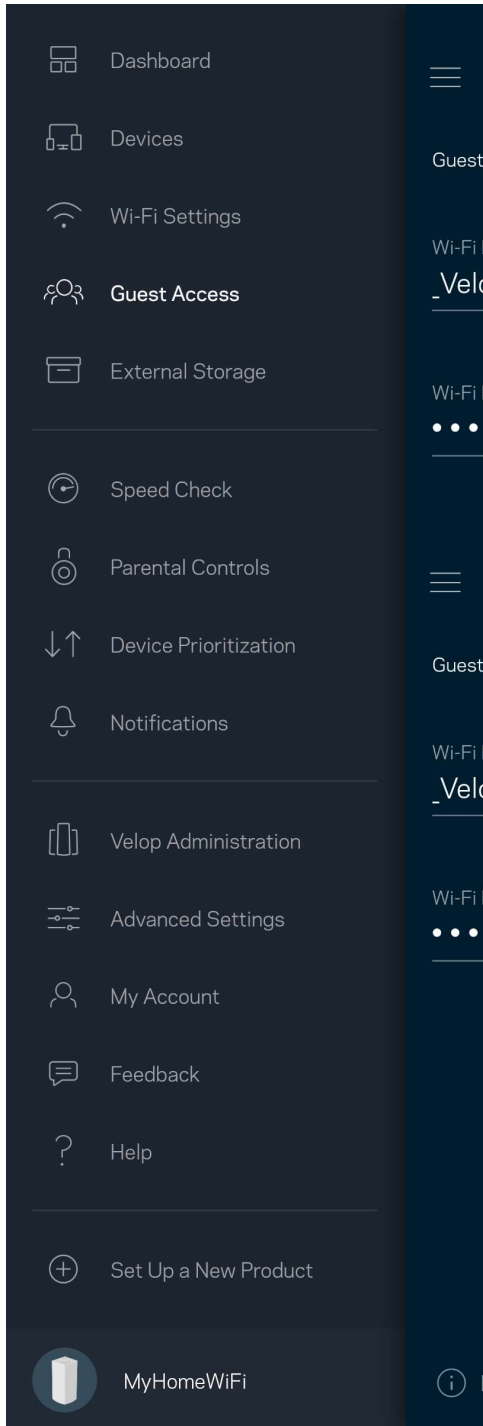 Dashboard
Devices
Wi-Fi Settings
Guest Access
External Storage
Speed Check
Parental Controls
Device Prioritization
Notifications
Velop Administration
Advanced Settings
My Account
Feedback
Help
Set Up a New Product
MyHomeWiFi
Guest
Wi-Fi
Wi-Fi
Guest
Wi-Fi
Wi-Fi